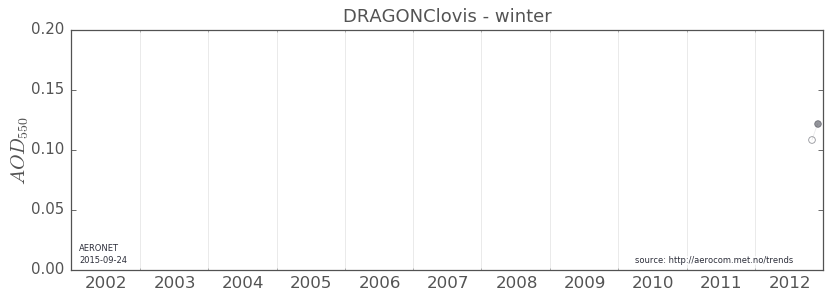 DRAGONClovis - winter
0.20
0.15
0.10
0.05
0.00
AOD550
AERONET
2015-09-24
source: http://aerocom.met.no/trends
2002 2003 2004 2005 2006 2007 2008 2009 2010 2011 2012